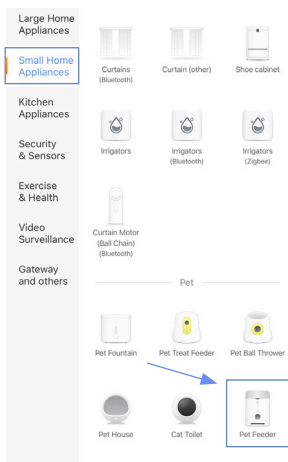 Large Home
Appliances
Small Home
Appliances
Kitchen
Appliances
Security
& Sensors
Exercise
& Health
Video
Surveillance
Gateway
and others
Curtains
(Bluetooth)
Curtain (other)
Shoe cabinet
Irrigators
Irrigators
(Bluetooth)
Irrigators
(Zigbee)
Curtain Motor
(Ball Chain)
(Bluetooth)
Pet
Pet Fountain
Pet Treat Feeder
Pet Ball Thrower
Pet House
Cat Toilet
Pet Feeder